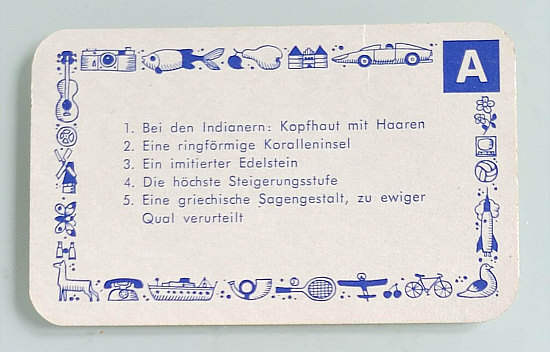 A
1. Bei den Indianern: Kopfhaut mit Haaren
2. Eine ringförmige Koralleninsel
3. Ein imitierter Edelstein
4. Die höchste Steigerungsstufe
5. Eine griechische Sagengestalt, zu ewiger
Qual verurteilt